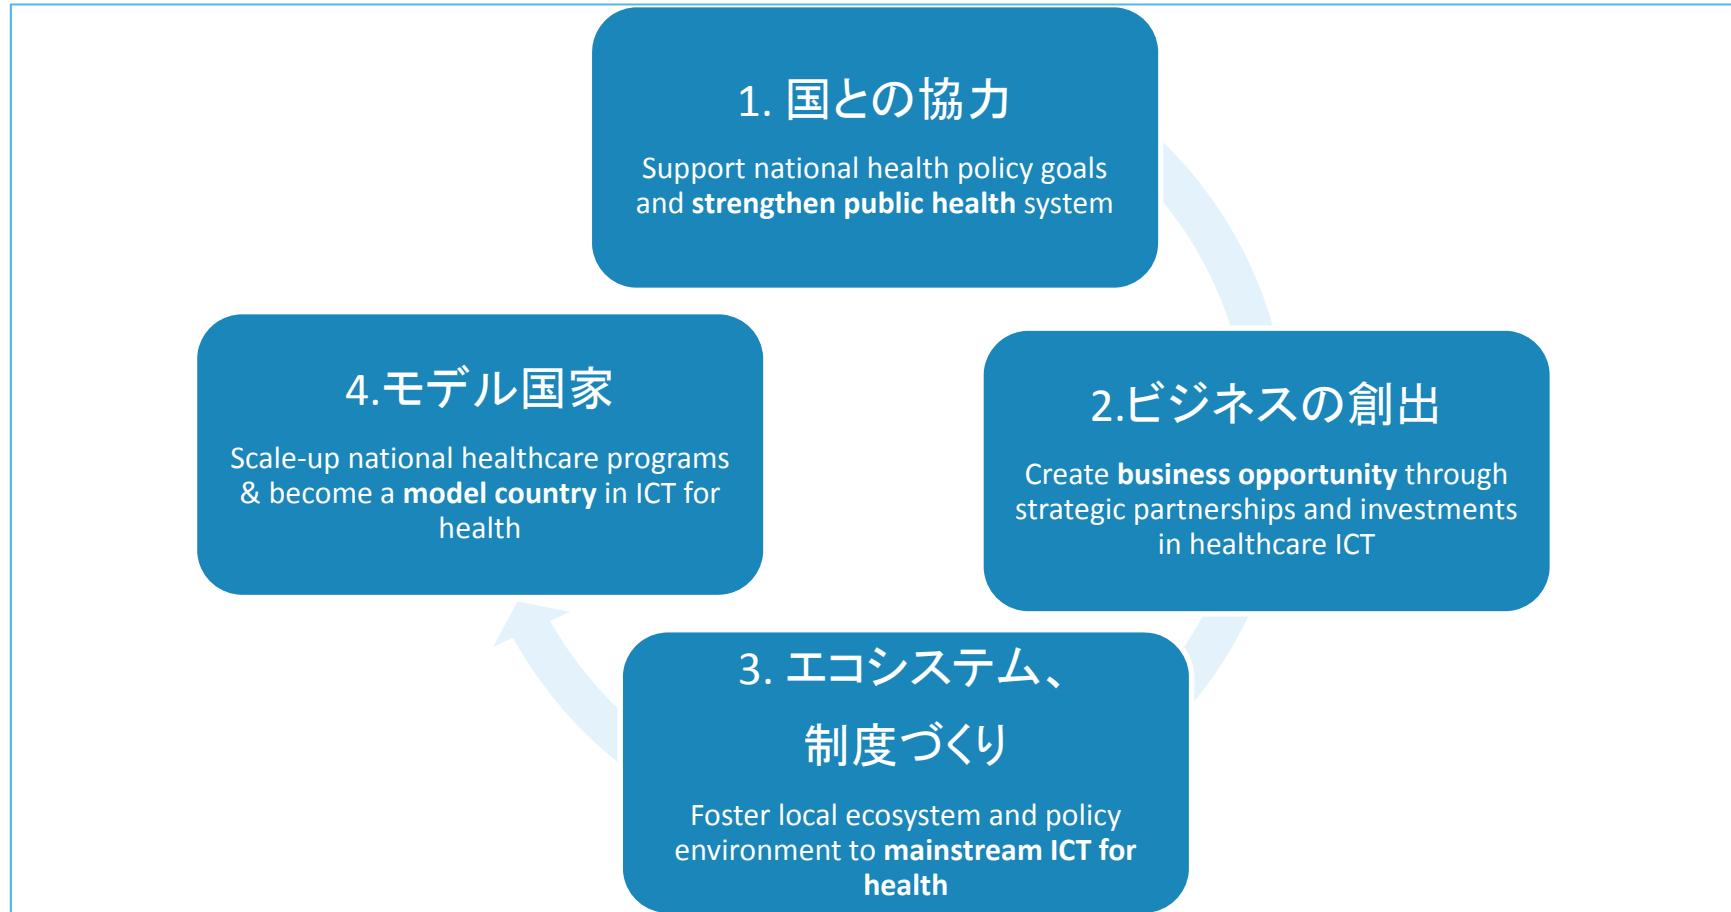 1. 国との協力
Support national health policy goals
and strengthen public health system
2.ビジネスの創出
Create business opportunity through
strategic partnerships and investments
in healthcare ICT
3. エコシステム、
制度づくり
Foster local ecosystem and policy
environment to mainstream ICT for
health
4.モデル国家
Scale-up national healthcare programs
& become a model country in ICT for
health